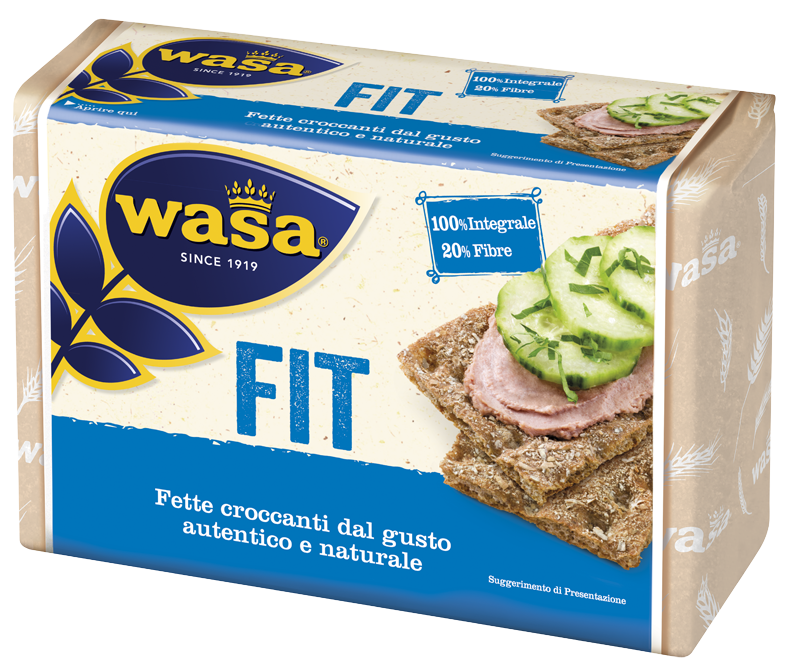 wasa®
SINCE 1919
FIT
100% Integrale
20% Fibre
Aprire qui
Fette croccanti dal gusto
autentico e naturale
Suggerimento di Presentazione
wasa®
SINCE 1919
100% Integrale
20% Fibre
FIT
Fette croccanti dal gusto
autentico e naturale
Suggerimento di Presentazione
wasa
wasa